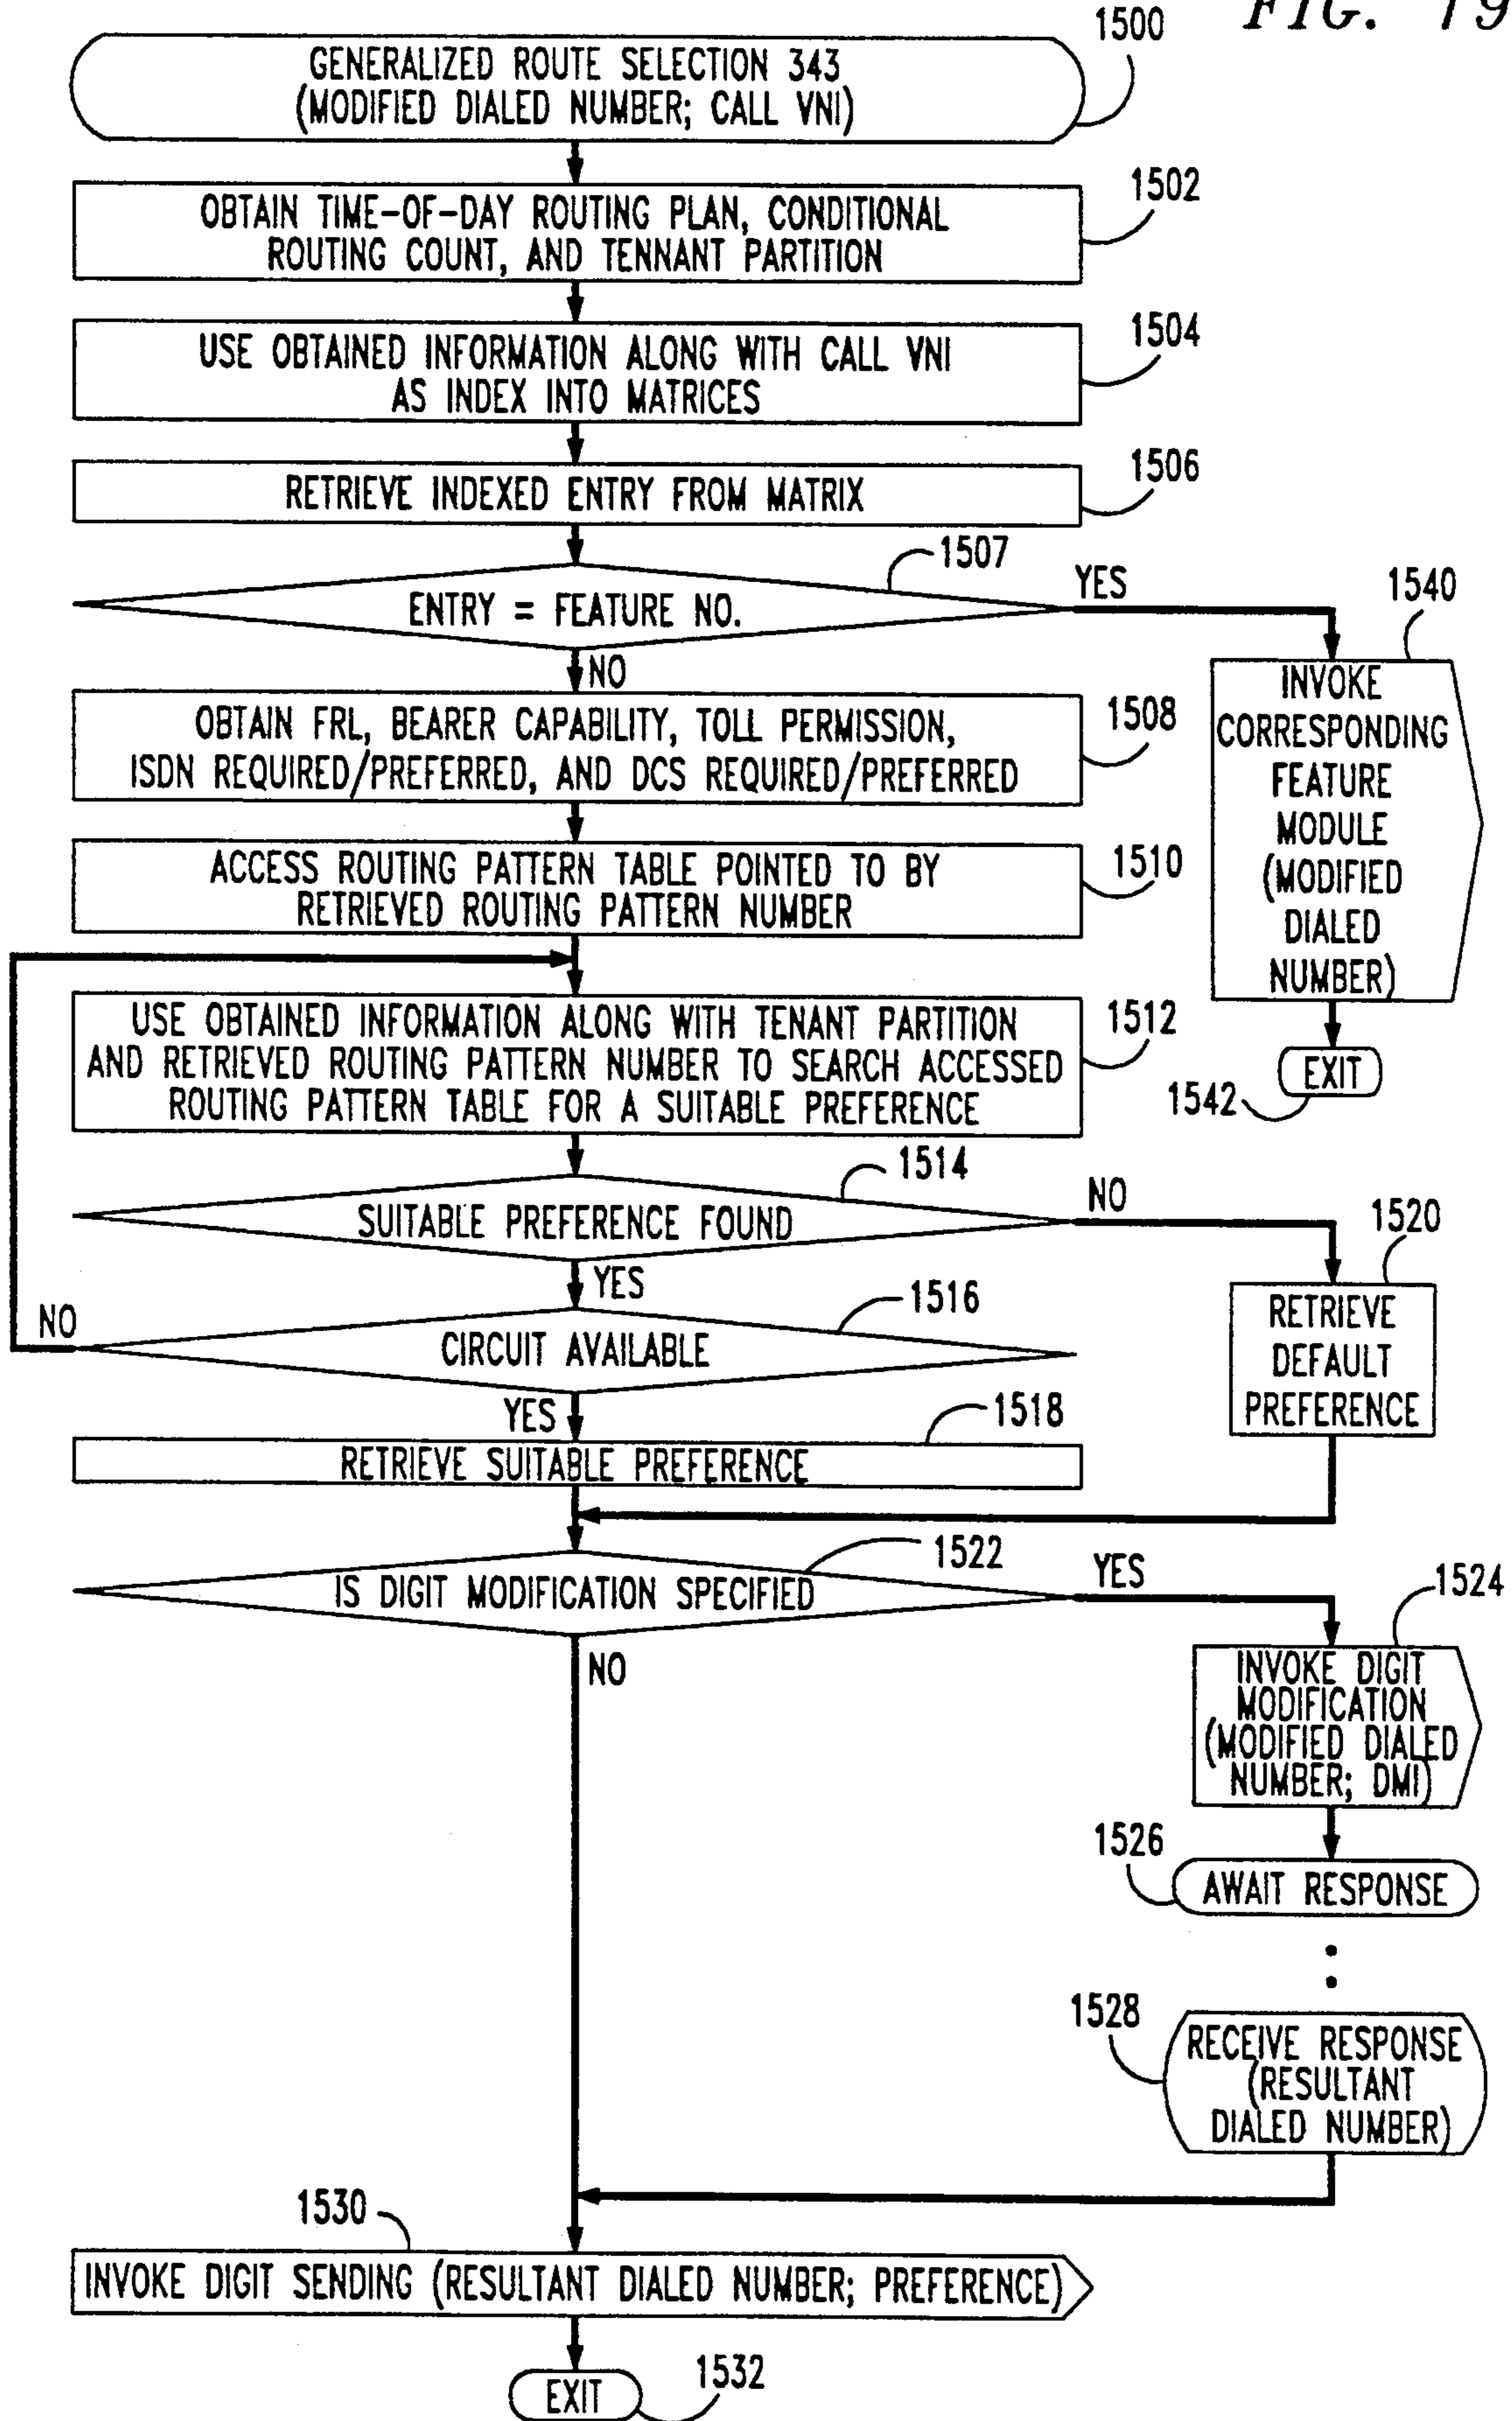 FIG. 19
1500
GENERALIZED ROUTE SELECTION 343
(MODIFIED DIALED NUMBER; CALL VNI)
1502
OBTAIN TIME-OF-DAY ROUTING PLAN, CONDITIONAL
ROUTING COUNT, AND TENNANT PARTITION
1504
USE OBTAINED INFORMATION ALONG WITH CALL VNI
AS INDEX INTO MATRICES
1506
RETRIEVE INDEXED ENTRY FROM MATRIX
1507
ENTRY = FEATURE NO.
YES
NO
1540
INVOKE
CORRESPONDING
FEATURE
MODULE
(MODIFIED
DIALED
NUMBER)
EXIT
1542
1508
OBTAIN FRL, BEARER CAPABILITY, TOLL PERMISSION,
ISDN REQUIRED/PREFERRED, AND DCS REQUIRED/PREFERRED
1510
ACCESS ROUTING PATTERN TABLE POINTED TO BY
RETRIEVED ROUTING PATTERN NUMBER
1512
USE OBTAINED INFORMATION ALONG WITH TENANT PARTITION
AND RETRIEVED ROUTING PATTERN NUMBER TO SEARCH ACCESSED
ROUTING PATTERN TABLE FOR A SUITABLE PREFERENCE
1514
SUITABLE PREFERENCE FOUND
NO
YES
1520
RETRIEVE
DEFAULT
PREFERENCE
1516
CIRCUIT AVAILABLE
NO
YES
1518
RETRIEVE SUITABLE PREFERENCE
1522
IS DIGIT MODIFICATION SPECIFIED
YES
NO
1524
INVOKE DIGIT
MODIFICATION
(MODIFIED DIALED
NUMBER; DMI)
1526
AWAIT RESPONSE
1528
RECEIVE RESPONSE
(RESULTANT
DIALED NUMBER)
1530
INVOKE DIGIT SENDING (RESULTANT DIALED NUMBER; PREFERENCE)
EXIT
1532